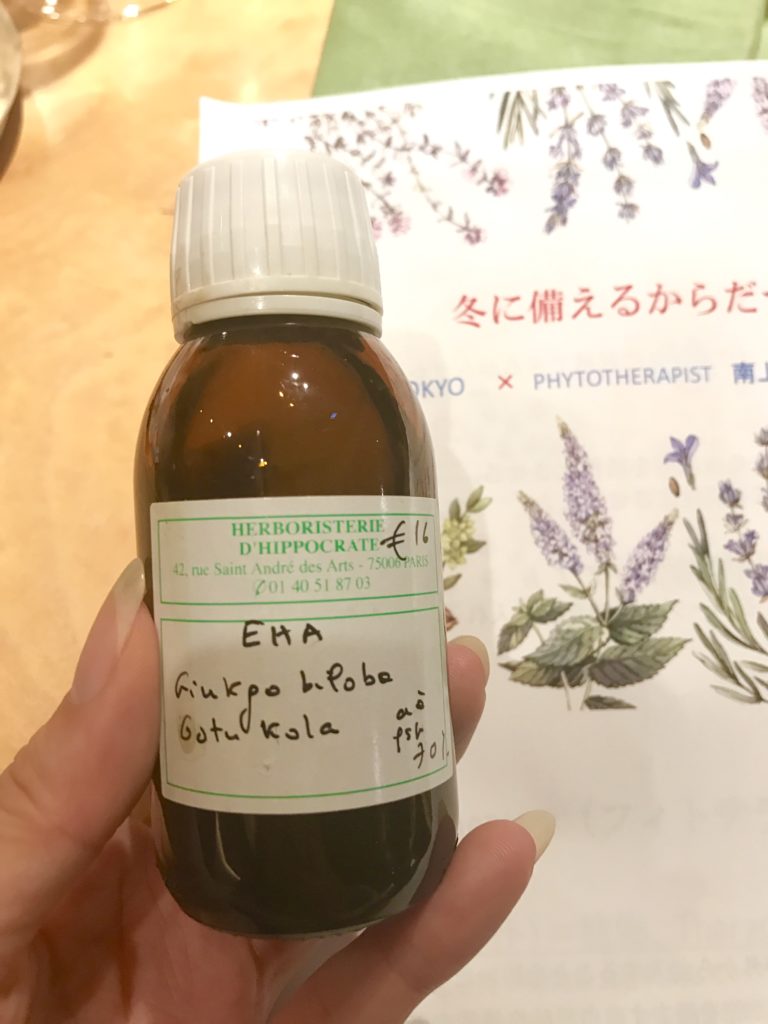 冬に備えるからだ
OKYO × PHYTOTHERAPIST 南上
HERBORISTERIE
D'HIPPOCRATE € 16
42, rue Saint André des Arts - 75006 PARIS
✆01 40 51 87 03
EHA
Ginkgo biloba
Gotu Kola
70%